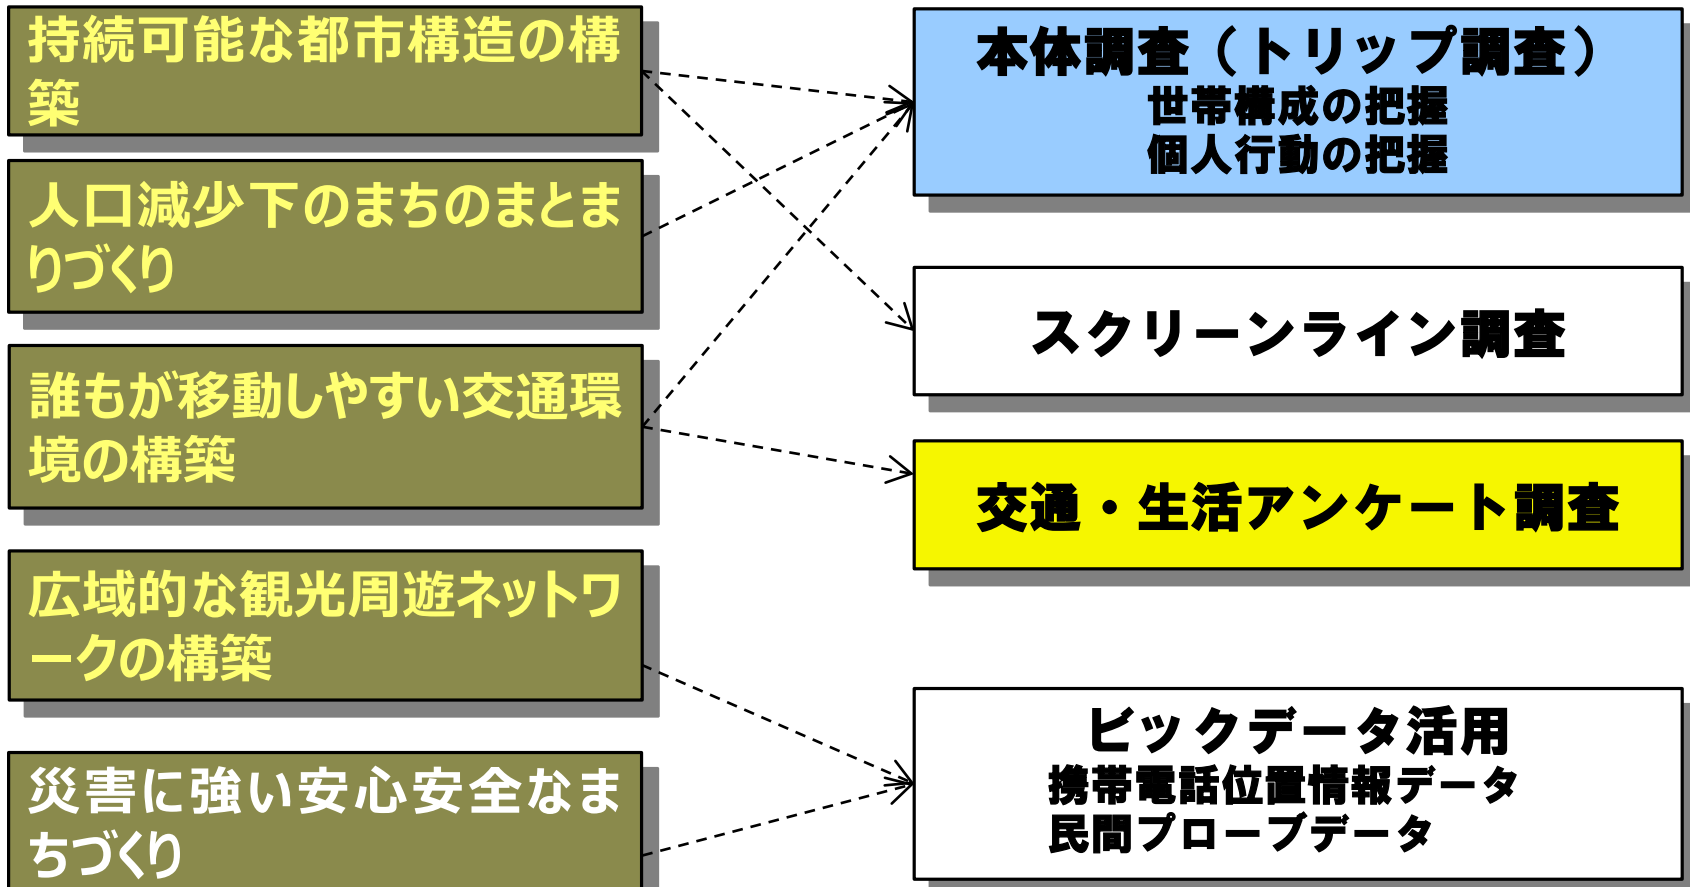 持続可能な都市構造の構
築
人口減少下のまちのまとま
りづくり
誰もが移動しやすい交通環
境の構築
広域的な観光周遊ネットワ
ークの構築
災害に強い安心安全なま
ちづくり
本体調査（トリップ調査）
世帯構成の把握
個人行動の把握
スクリーンライン調査
交通・生活アンケート調査
ビックデータ活用
携帯電話位置情報データ
民間プローブデータ